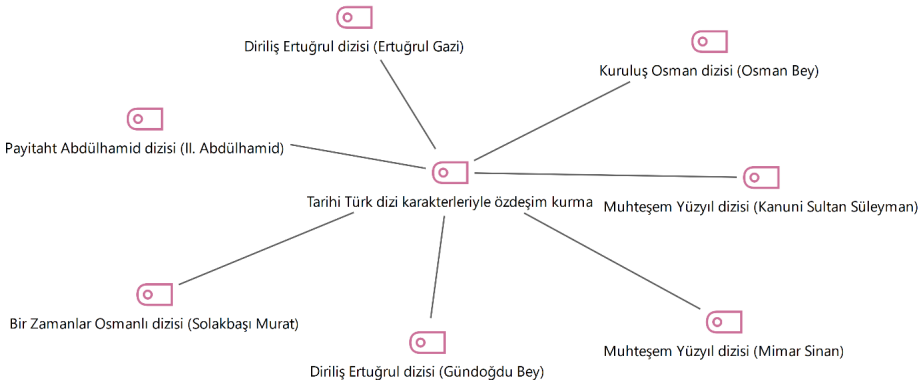 Diriliş Ertuğrul dizisi (Ertuğrul Gazi)
Kuruluş Osman dizisi (Osman Bey)
Payitaht Abdülhamid dizisi (II. Abdülhamid)
Tarihi Türk dizi karakterleriyle özdeşim kurma
Muhteşem Yüzyıl dizisi (Kanuni Sultan Süleyman)
Bir Zamanlar Osmanlı dizisi (Solakbaşı Murat)
Muhteşem Yüzyıl dizisi (Mimar Sinan)
Diriliş Ertuğrul dizisi (Gündoğdu Bey)